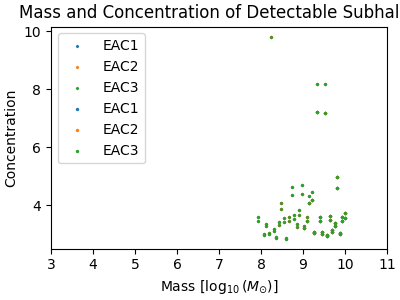 Mass and Concentration of Detectable Subhal
10
8
6
4
Concentration
EAC1
EAC2
EAC3
EAC1
EAC2
EAC3
3 4 5 6 7 8 9 10 11
Mass [log₁₀ (M☉)]